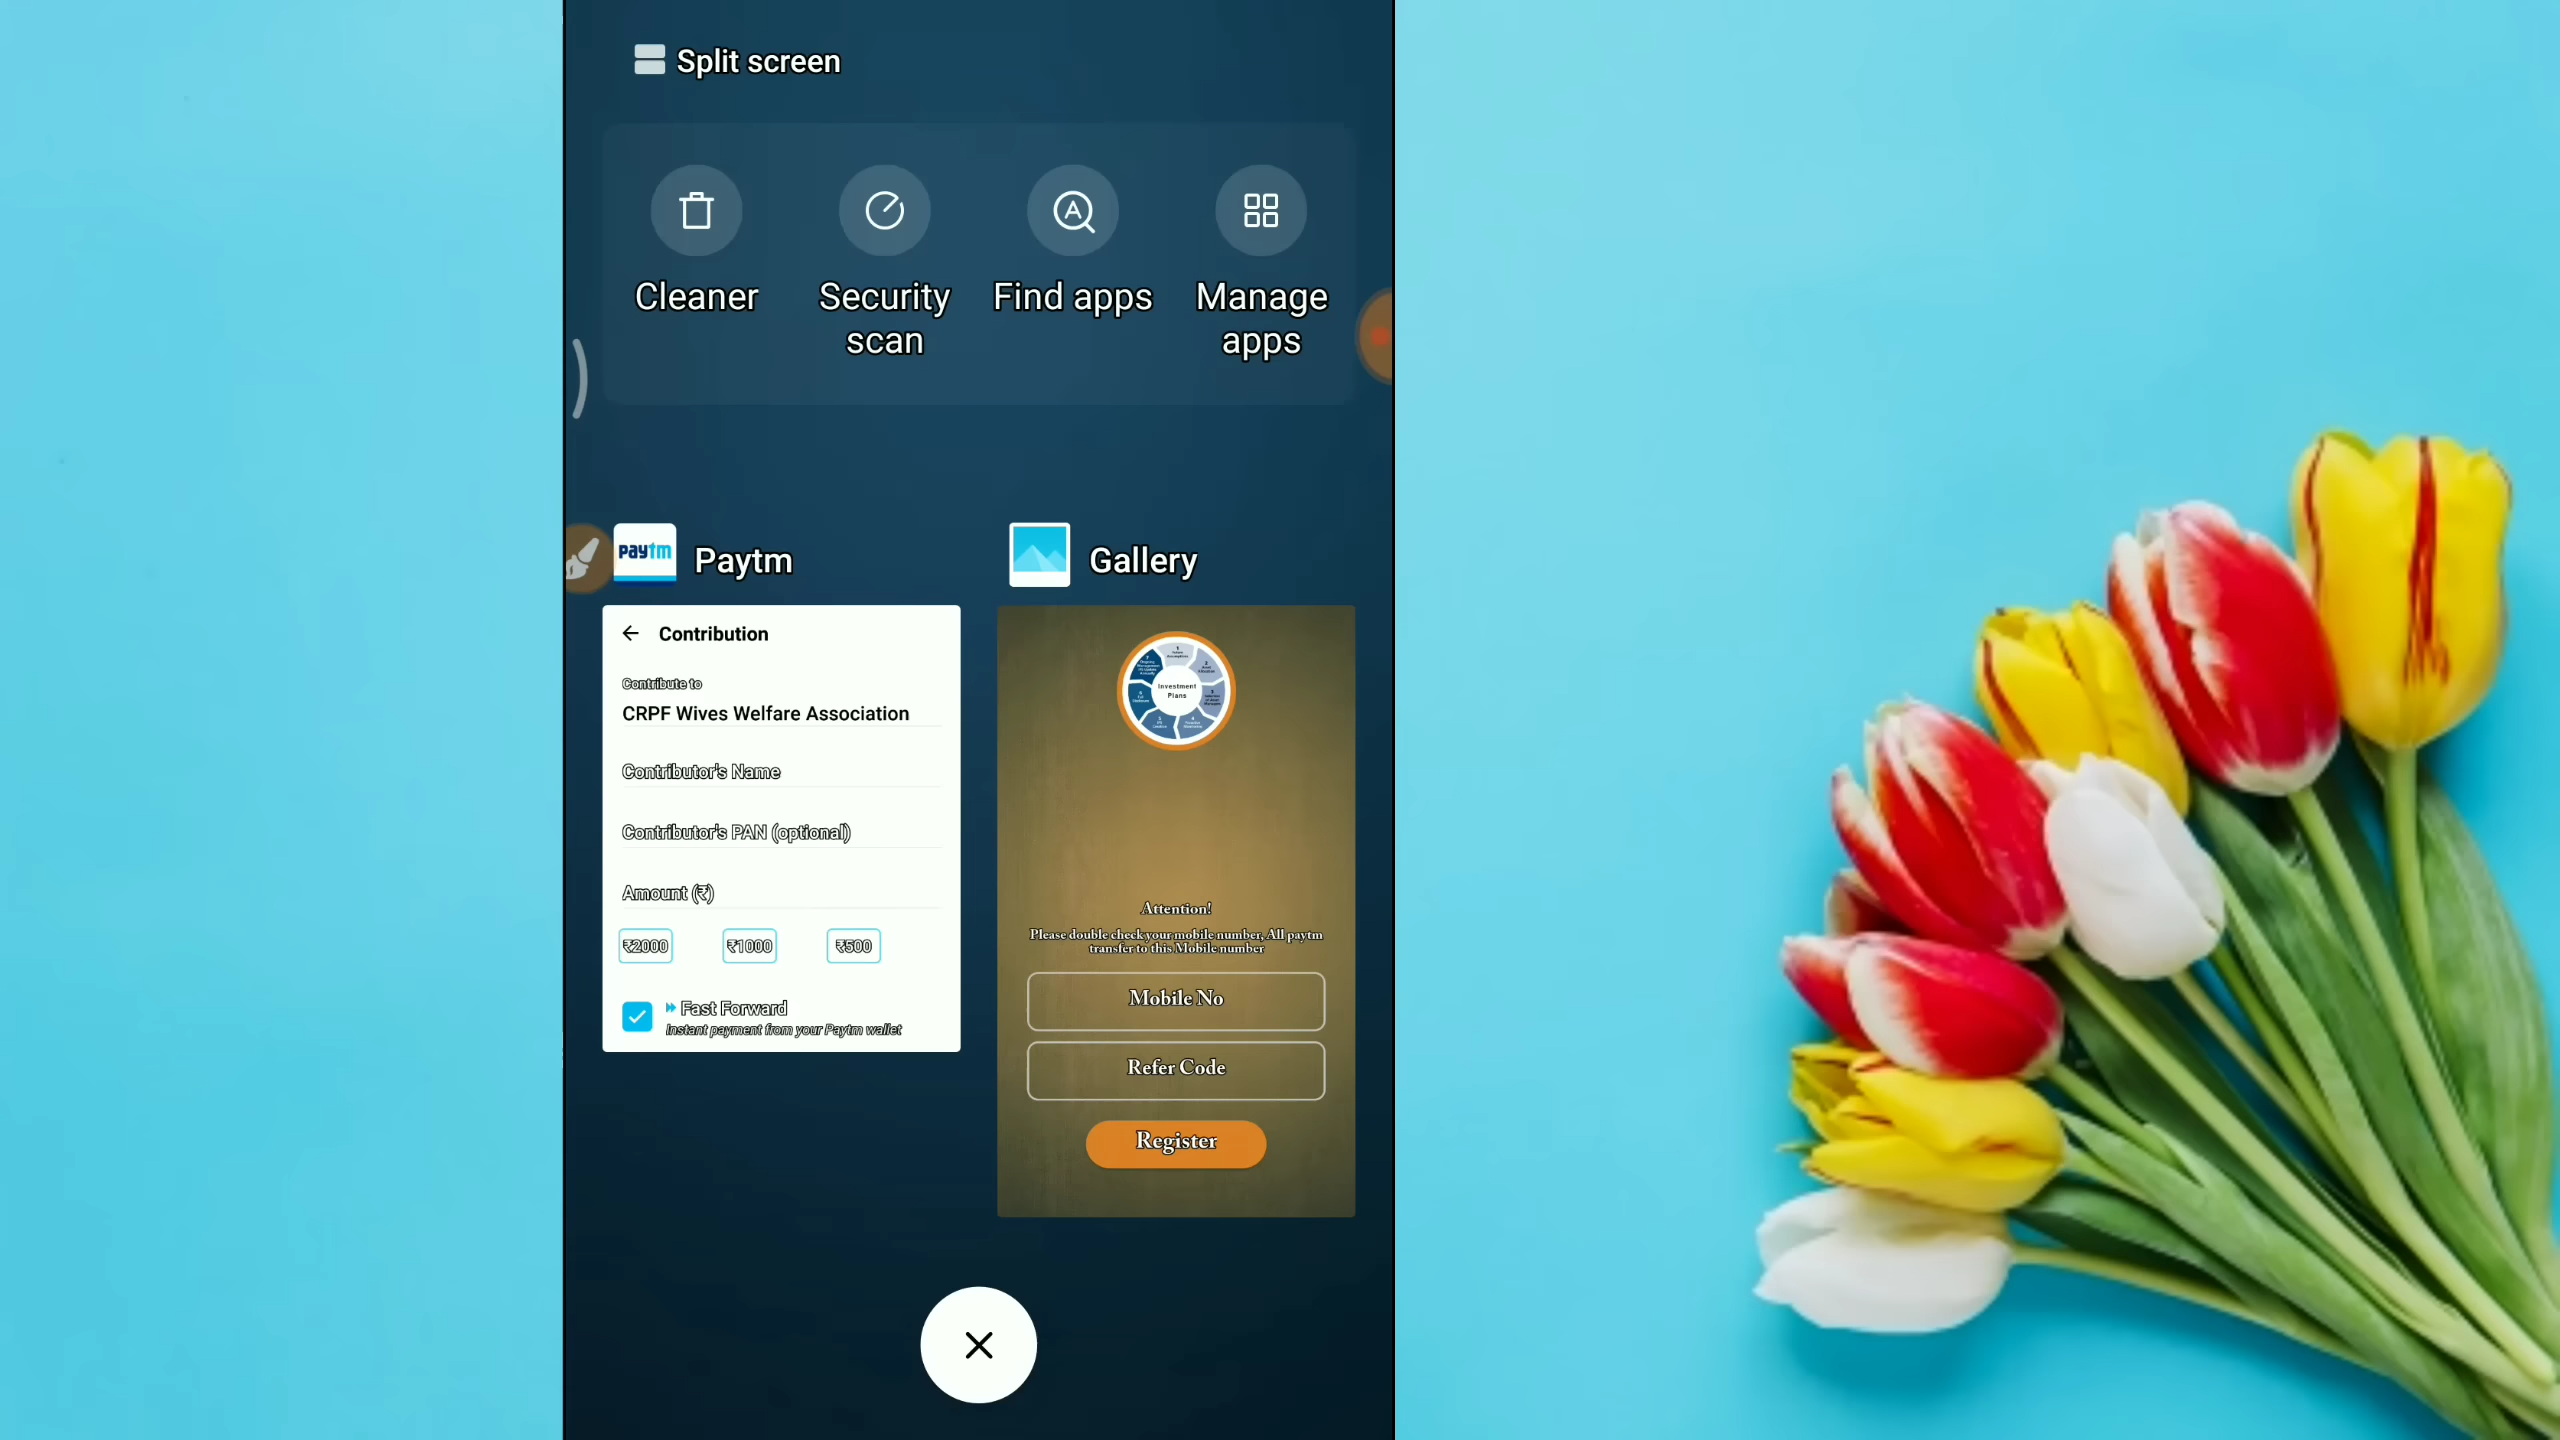 Split screen
Cleaner
Security
scan
Find apps
Manage
apps
paytm
Paytm
Gallery
Contribution
Contribute to
CRPF Wives Welfare Association
Contributor's Name
Contributor's PAN (optional)
Amount (₹)
₹2000
₹1000
₹500
Fast Forward
Instant payment from your Paytm wallet
Investment
Plans
Attention!
Please double check your mobile number, All paytm
transfer to this Mobile number
Mobile No
Refer Code
Register